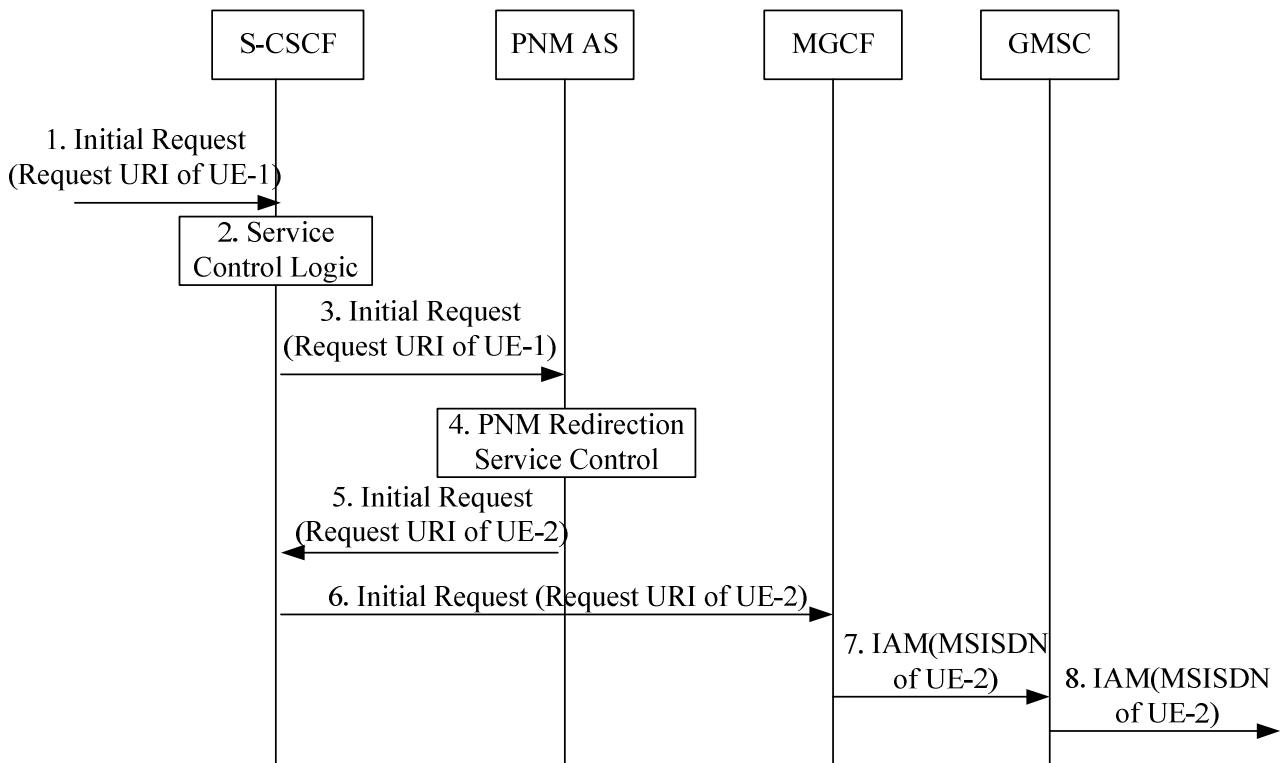 S-CSCF
PNM AS
MGCF
GMSC
1. Initial Request
(Request URI of UE-1)
2. Service
Control Logic
3. Initial Request
(Request URI of UE-1)
4. PNM Redirection
Service Control
5. Initial Request
(Request URI of UE-2)
6. Initial Request (Request URI of UE-2)
7. IAM(MSISDN
of UE-2)
8. IAM(MSISDN
of UE-2)